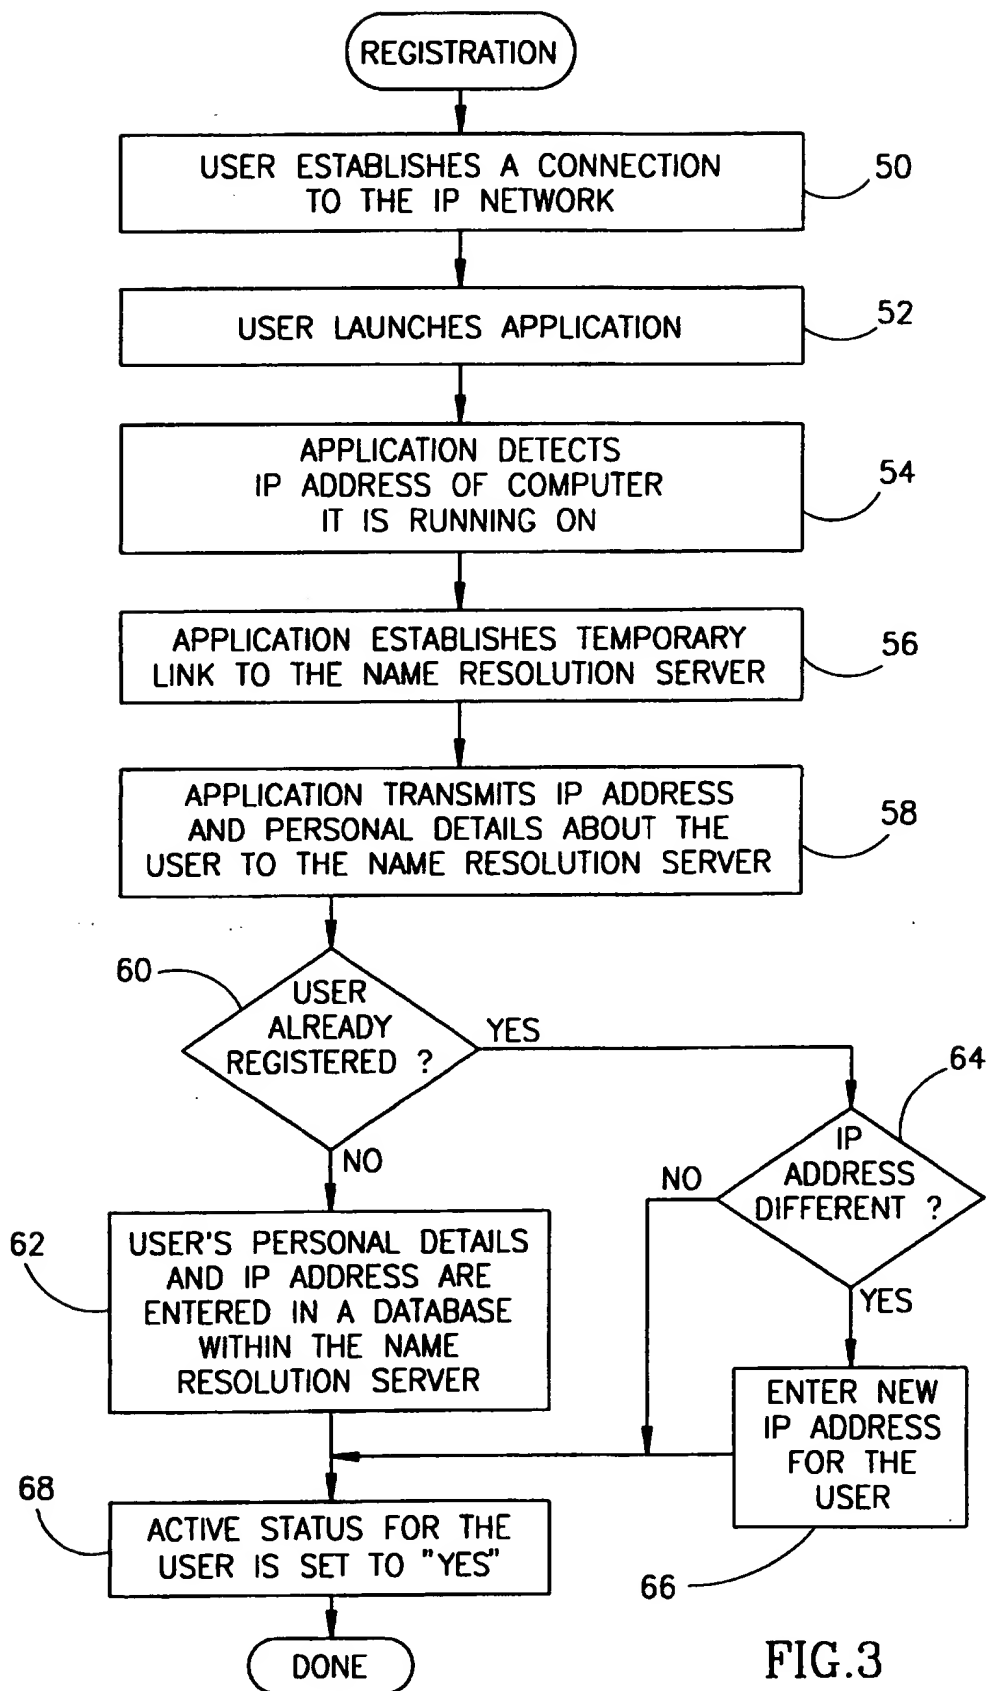 REGISTRATION
USER ESTABLISHES A CONNECTION
TO THE IP NETWORK
50
USER LAUNCHES APPLICATION
52
APPLICATION DETECTS
IP ADDRESS OF COMPUTER
IT IS RUNNING ON
54
APPLICATION ESTABLISHES TEMPORARY
LINK TO THE NAME RESOLUTION SERVER
56
APPLICATION TRANSMITS IP ADDRESS
AND PERSONAL DETAILS ABOUT THE
USER TO THE NAME RESOLUTION SERVER
58
60
USER
ALREADY
REGISTERED ?
YES
NO
64
IP
ADDRESS
DIFFERENT ?
NO
YES
62
USER'S PERSONAL DETAILS
AND IP ADDRESS ARE
ENTERED IN A DATABASE
WITHIN THE NAME
RESOLUTION SERVER
ENTER NEW
IP ADDRESS
FOR THE
USER
66
68
ACTIVE STATUS FOR THE
USER IS SET TO "YES"
DONE
FIG.3